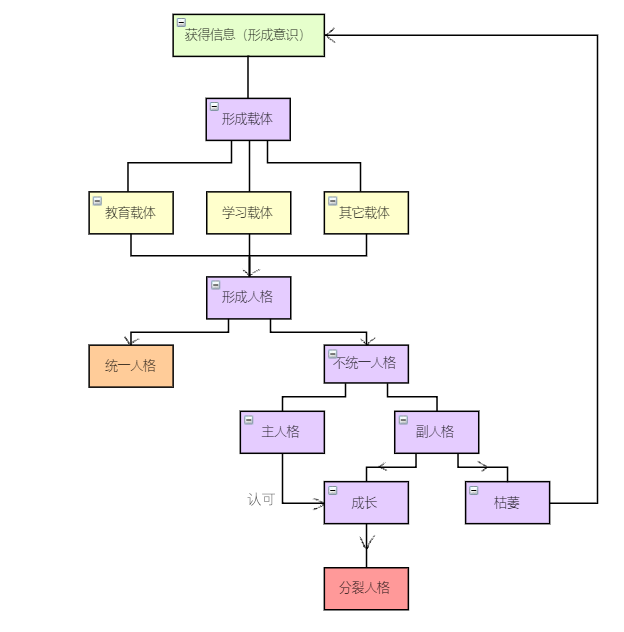 获得信息（形成意识）
形成载体
教育载体
学习载体
其它载体
形成人格
统一人格
不统一人格
主人格
副人格
认可
成长
枯萎
分裂人格